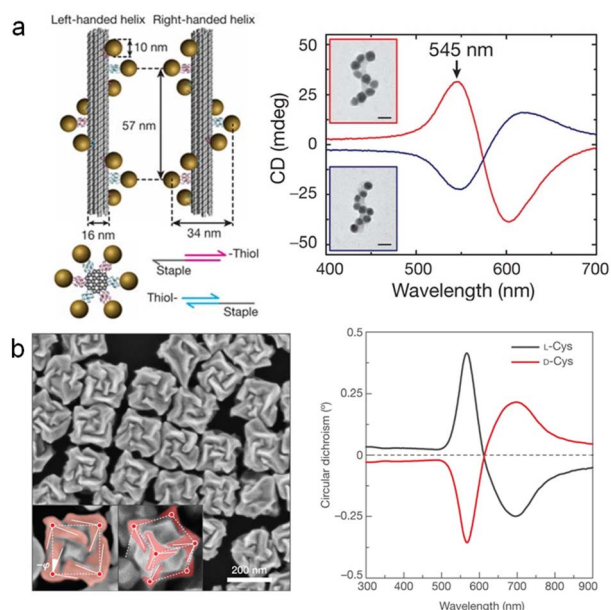 a
Left-handed helix Right-handed helix
10 nm
57 nm
16 nm
34 nm
-Thiol
Staple
Thiol-
Staple
545 nm
CD (mdeg)
50
25
0
−25
−50
400 500 600 700
Wavelength (nm)
b
−φ
200 nm
L-Cys
D-Cys
Circular dichroism (°)
0.5
0.25
0
−0.25
−0.5
300 400 500 600 700 800 900
Wavelength (nm)